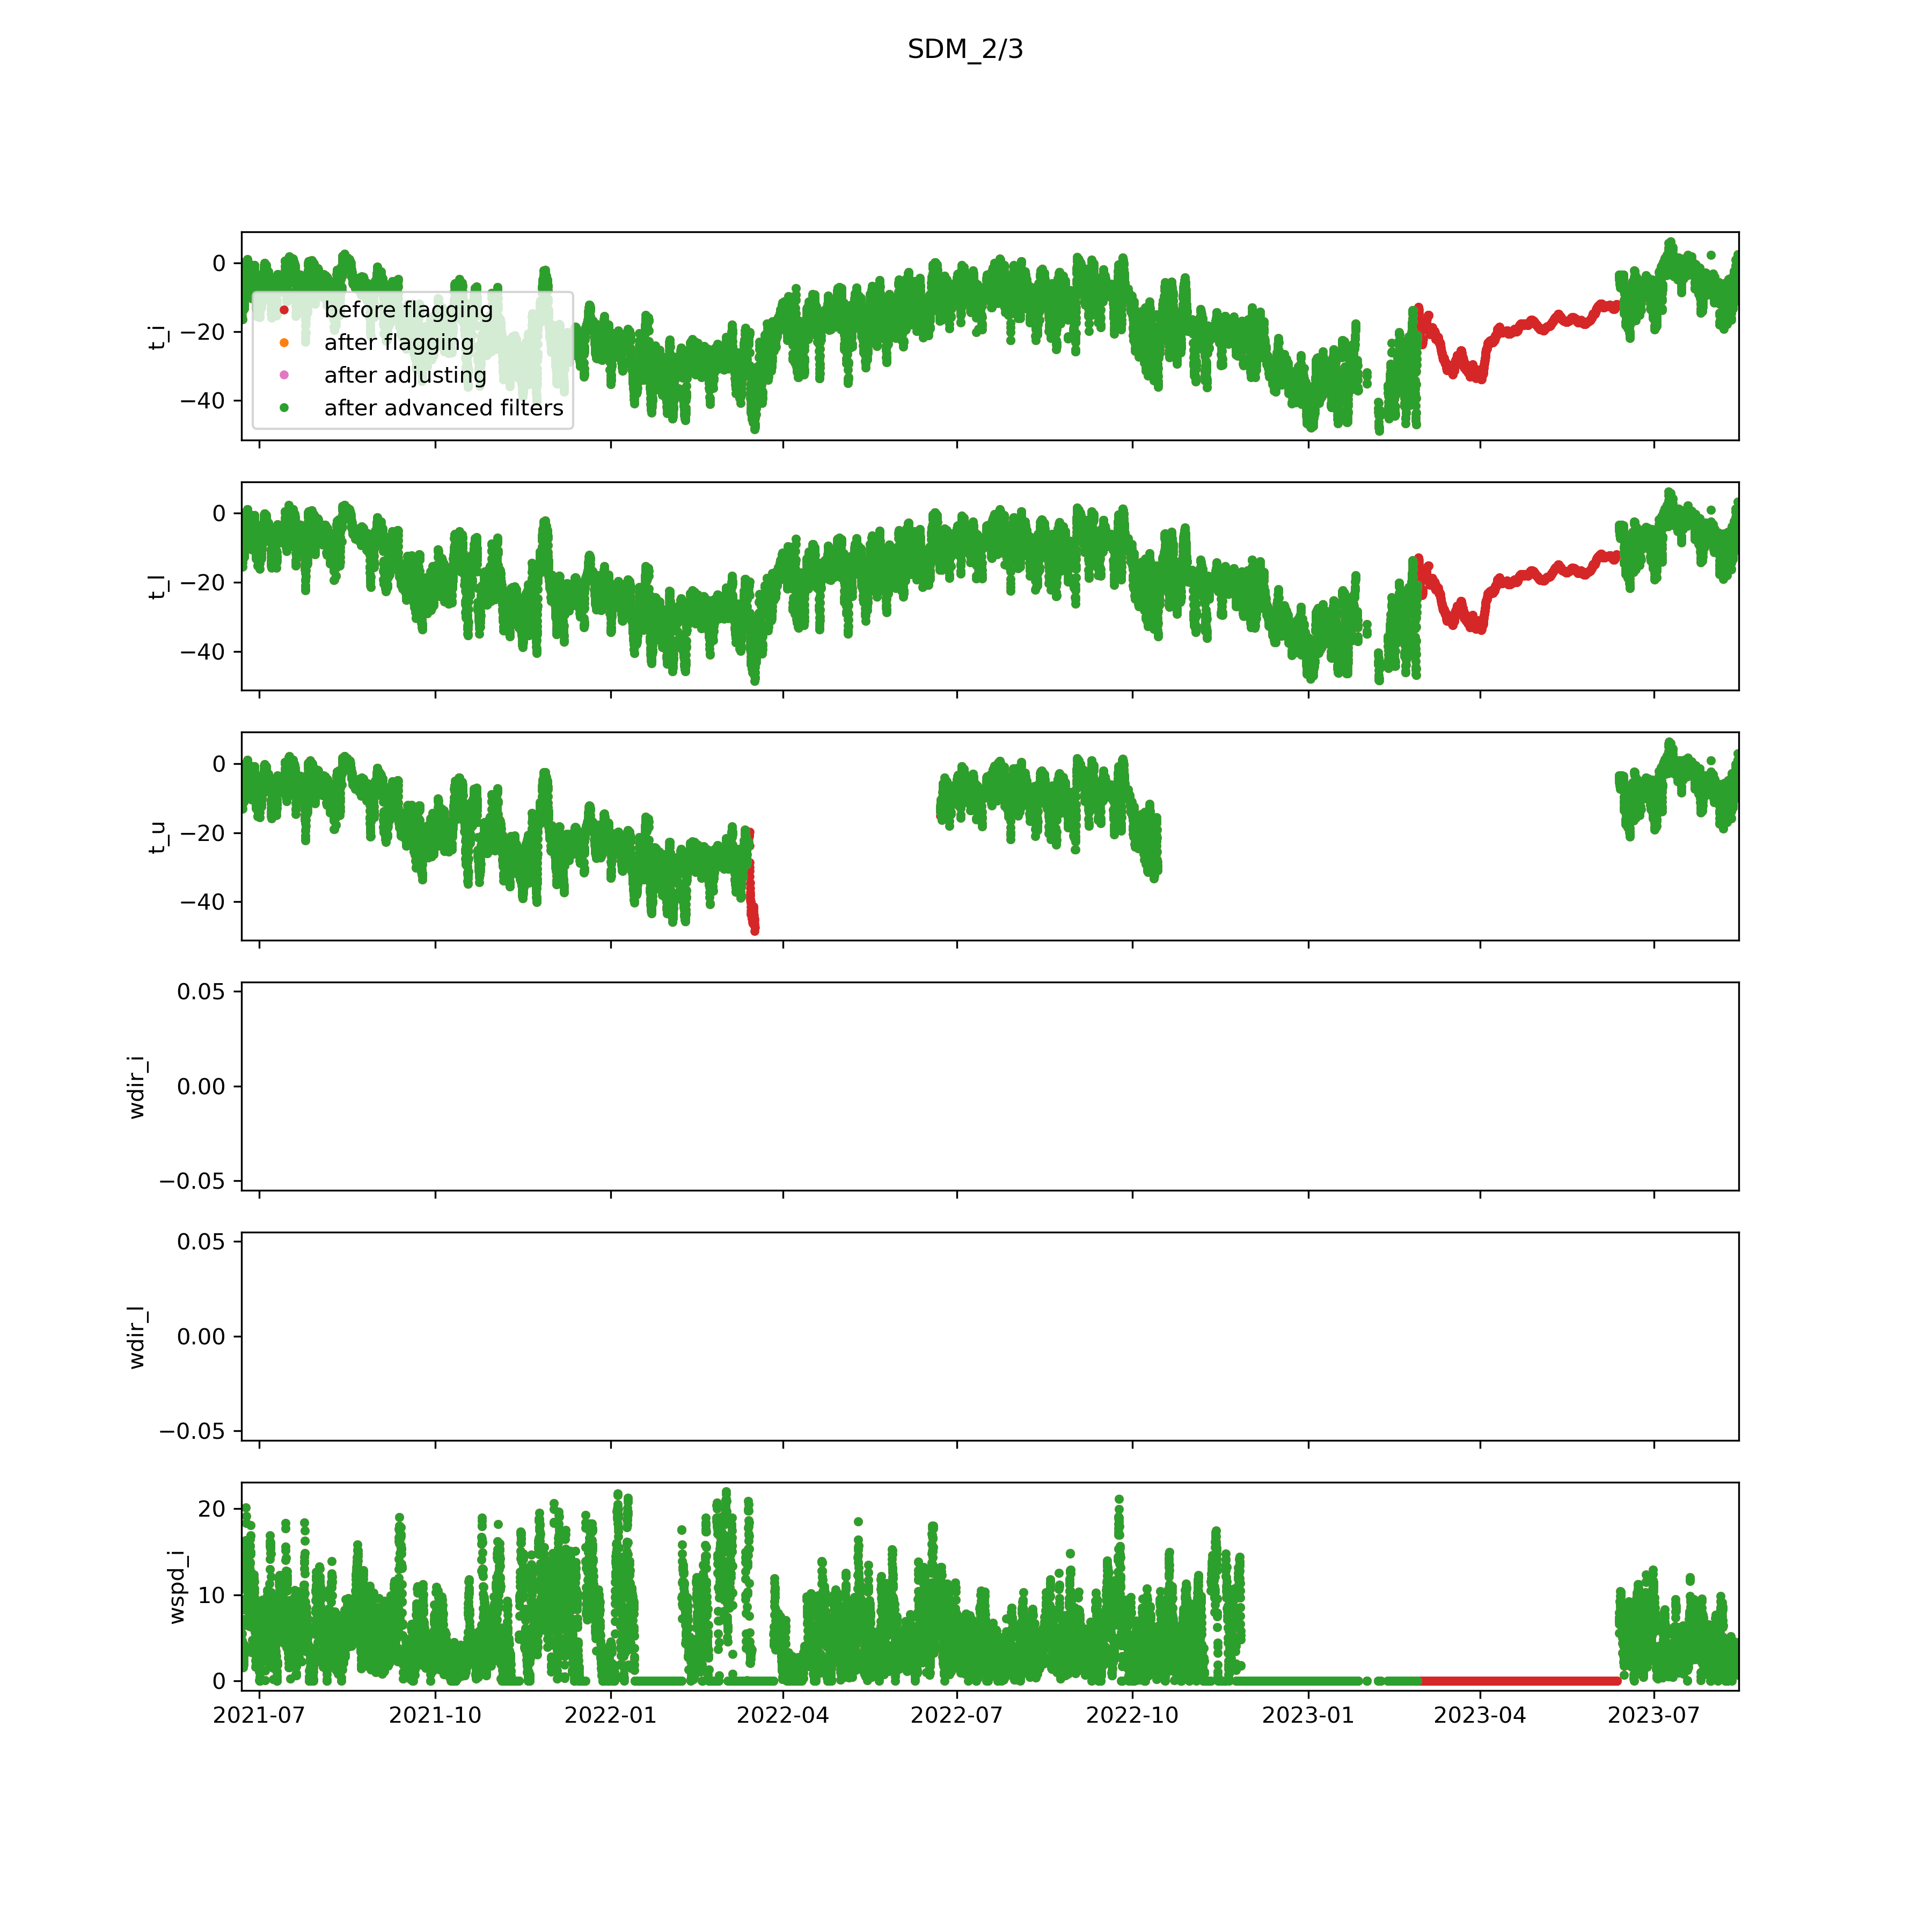 SDM_2/3
0
−20
−40
t_i
before flagging
after flagging
after adjusting
after advanced filters
0
−20
−40
t_l
0
−20
−40
t_u
0.05
0.00
−0.05
wdir_i
0.05
0.00
−0.05
wdir_l
20
10
0
wspd_i
2021-07 2021-10 2022-01 2022-04 2022-07 2022-10 2023-01 2023-04 2023-07